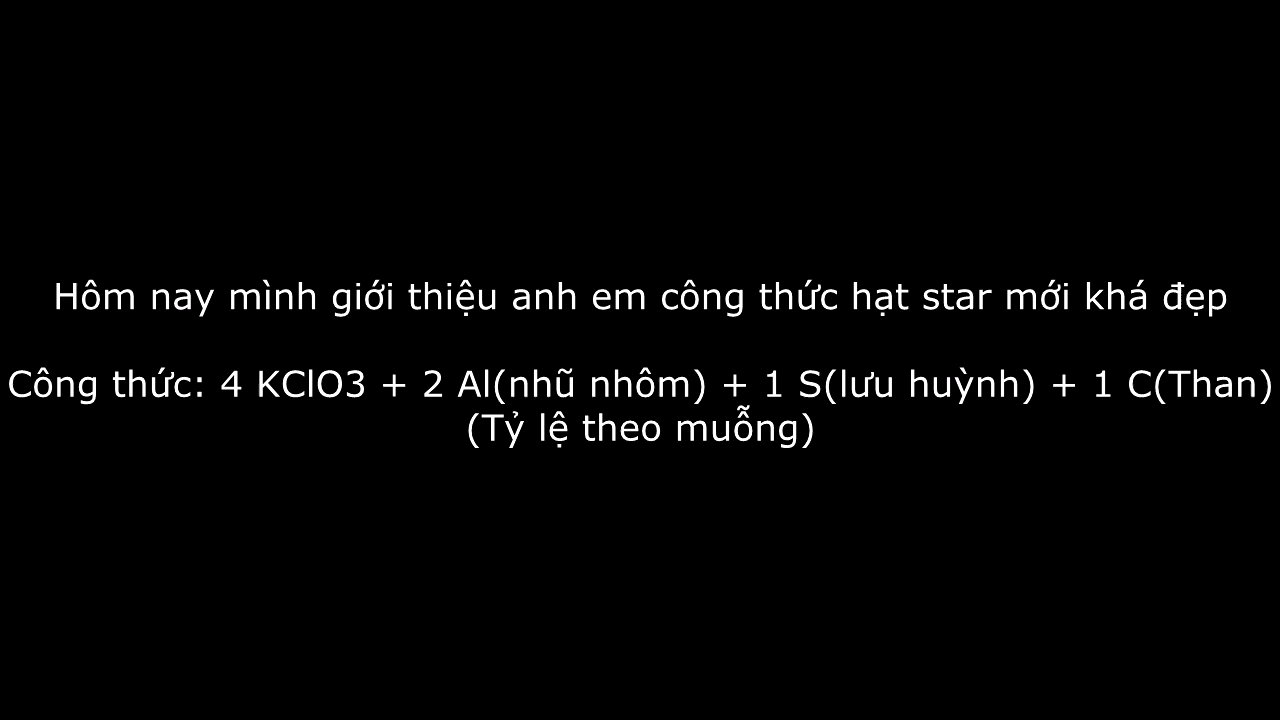 Hôm nay mình giới thiệu anh em công thức hạt star mới khá đẹp
Công thức: 4 KClO3 + 2 Al(nhũ nhôm) + 1 S(lưu huỳnh) + 1 C(Than)
(Tỷ lệ theo muỗng)